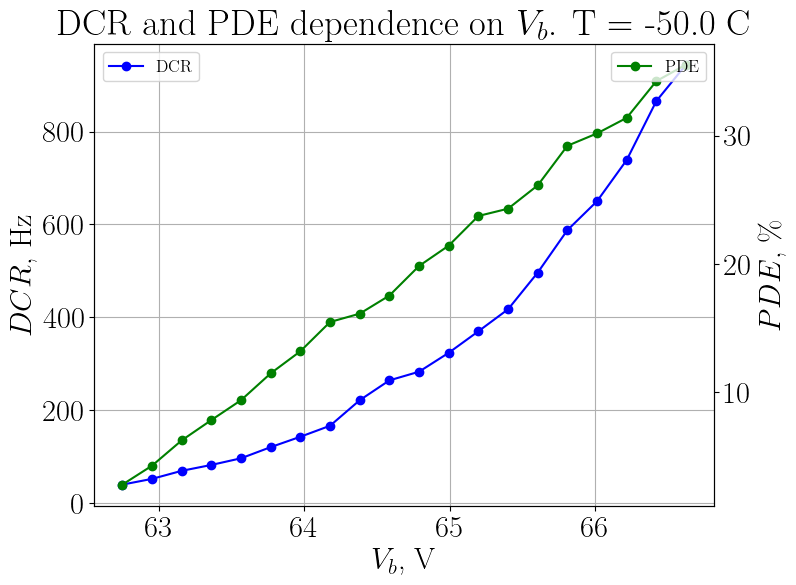 DCR and PDE dependence on V_b. T = -50.0 C
DCR
PDE
800
600
400
200
0
DCR, Hz
30
20
10
PDE, %
63 64 65 66
V_b, V